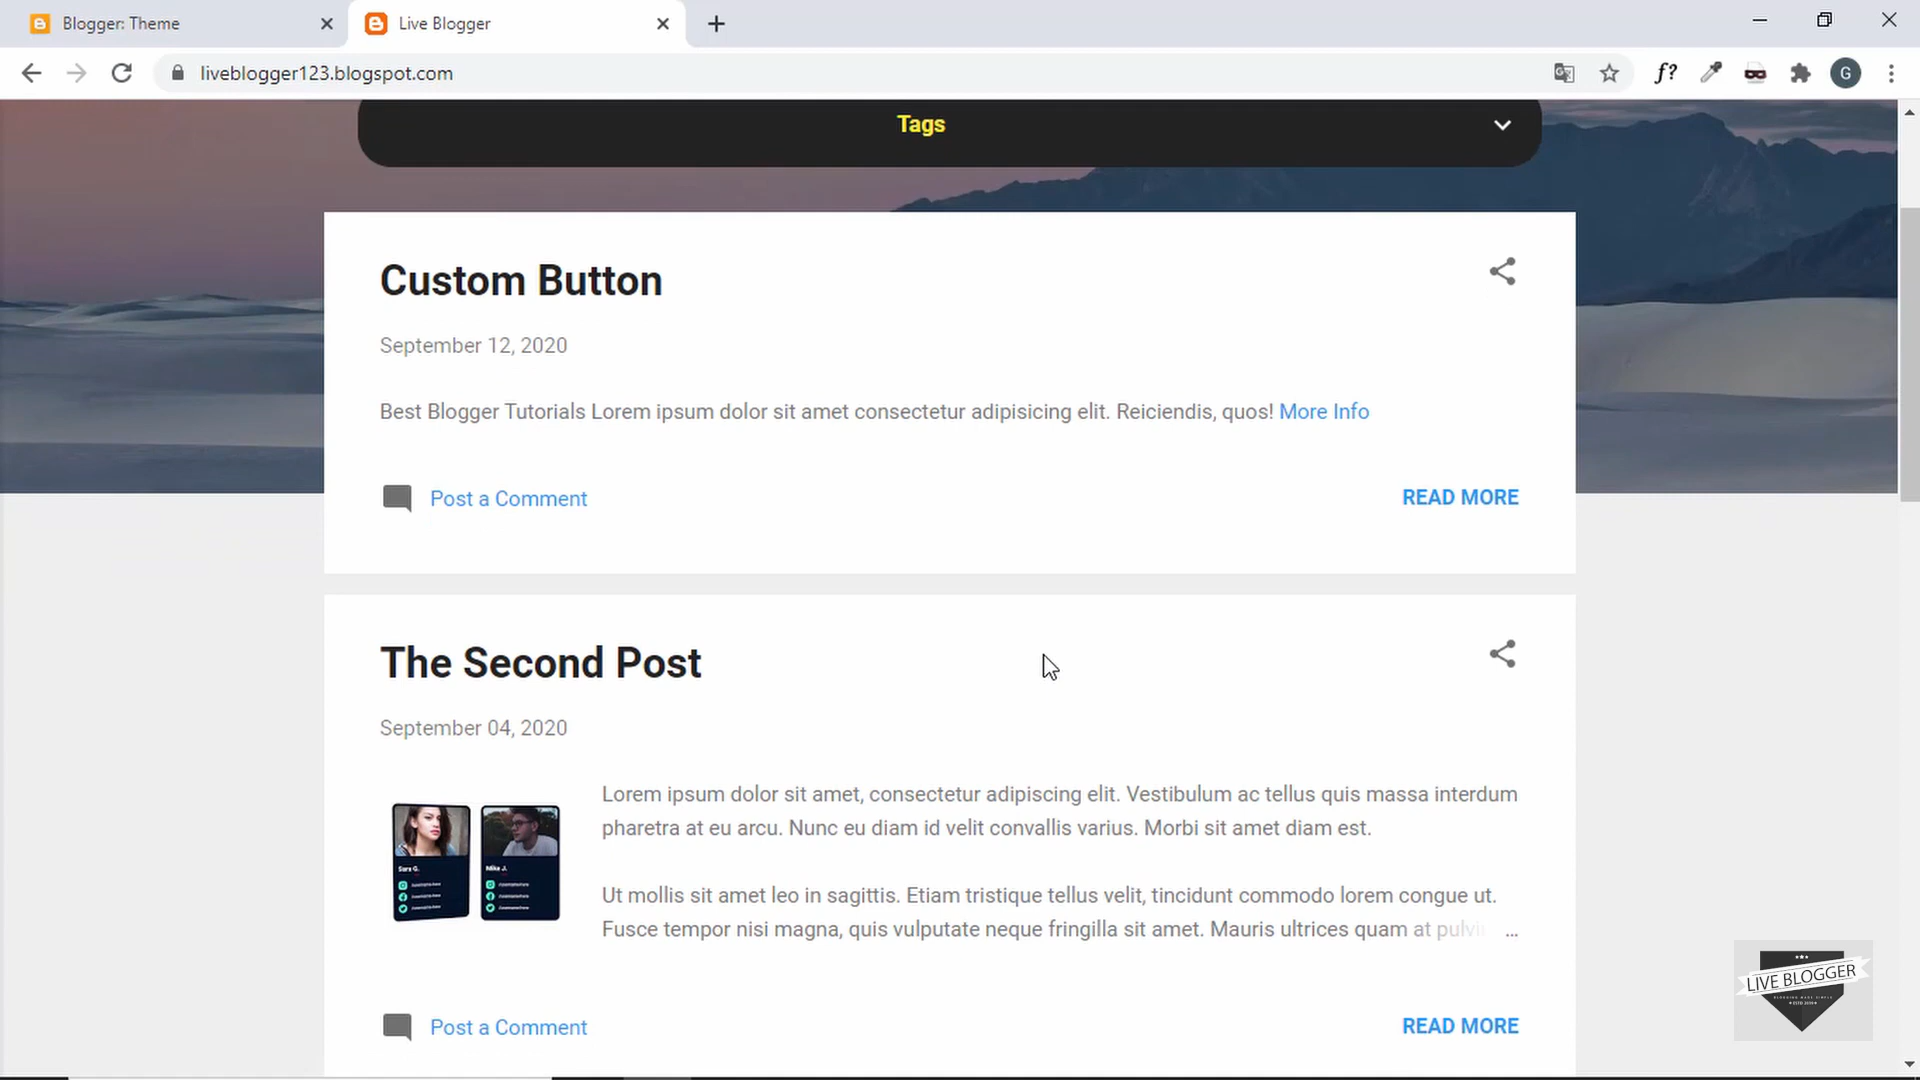 Blogger: Theme
Live Blogger
liveblogger123.blogspot.com
f?
G
Tags
Custom Button
September 12, 2020
Best Blogger Tutorials Lorem ipsum dolor sit amet consectetur adipisicing elit. Reiciendis, quos! More Info
Post a Comment
READ MORE
The Second Post
September 04, 2020
Sara G.
Mike J.
Lorem ipsum dolor sit amet, consectetur adipiscing elit. Vestibulum ac tellus quis massa interdum
pharetra at eu arcu. Nunc eu diam id velit convallis varius. Morbi sit amet diam est.
Ut mollis sit amet leo in sagittis. Etiam tristique tellus velit, tincidunt commodo lorem congue ut.
Fusce tempor nisi magna, quis vulputate neque fringilla sit amet. Mauris ultrices quam at pulvi ...
Post a Comment
READ MORE
LIVE BLOGGER